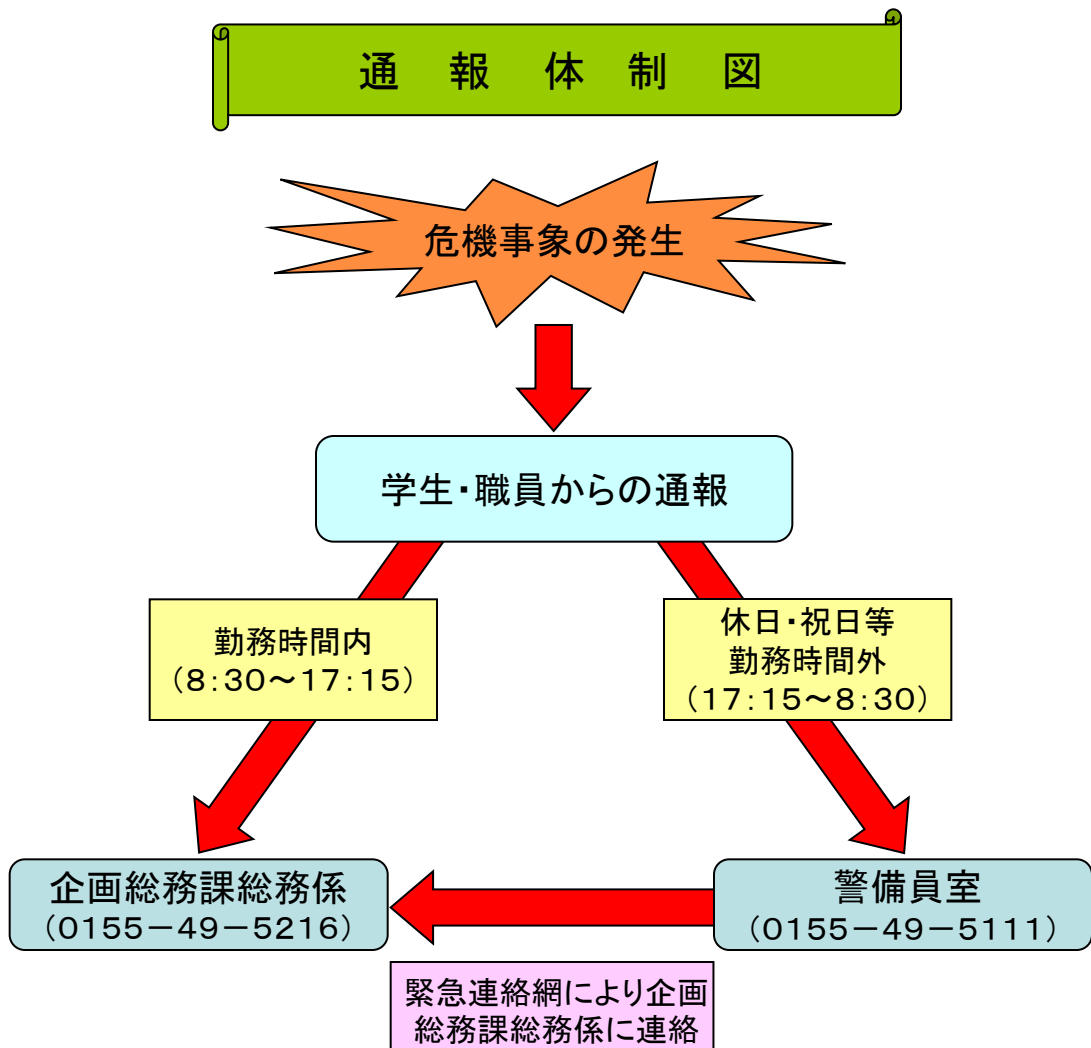 通 報 体 制 図
危機事象の発生
学生・職員からの通報
勤務時間内
（８：３０～１７：１５）
休日・祝日等
勤務時間外
（１７：１５～８：３０）
企画総務課総務係
（０１５５－４９－５２１６）
警備員室
（０１５５－４９－５１１１）
緊急連絡網により企画
総務課総務係に連絡